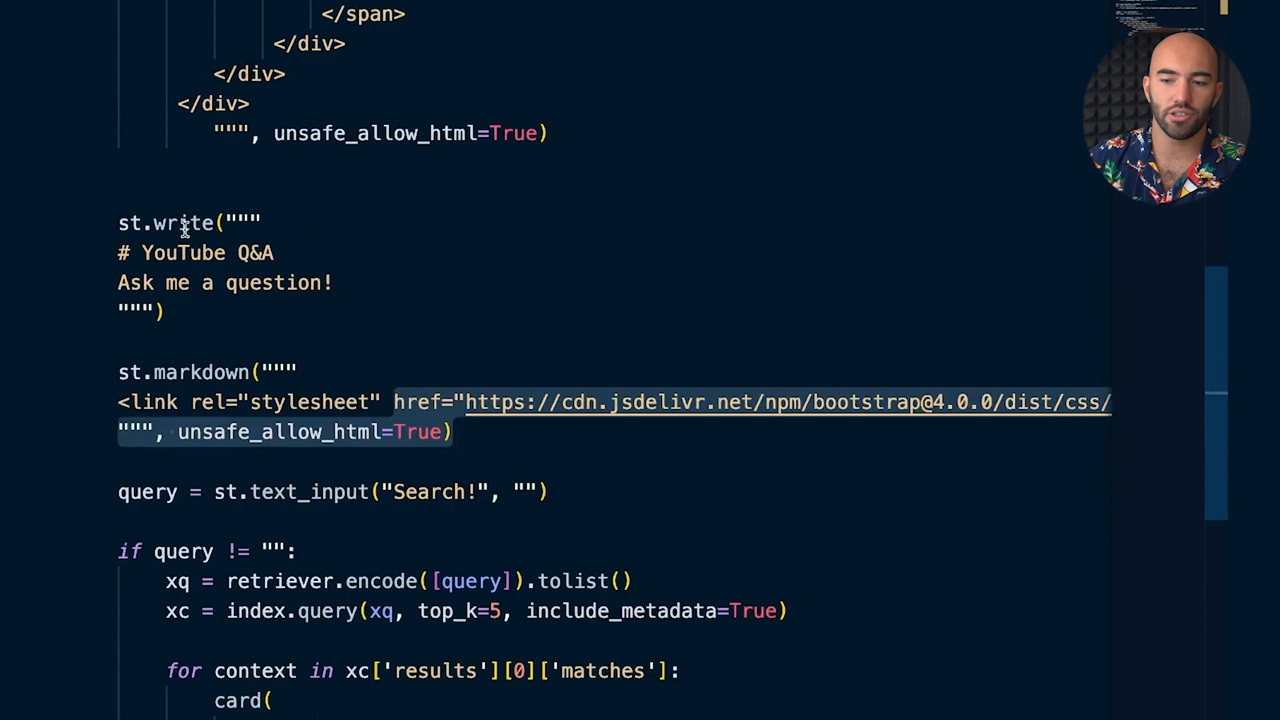 </span>
</div>
</div>
</div>
""", unsafe_allow_html=True)
st.write("""
# YouTube Q&A
Ask me a question!
""")
st.markdown("""
<link rel="stylesheet" href="https://cdn.jsdelivr.net/npm/bootstrap@4.0.0/dist/css/
""", unsafe_allow_html=True)
query = st.text_input("Search!", "")
if query != "":
xq = retriever.encode([query]).tolist()
xc = index.query(xq, top_k=5, include_metadata=True)
for context in xc['results'][0]['matches']:
card(